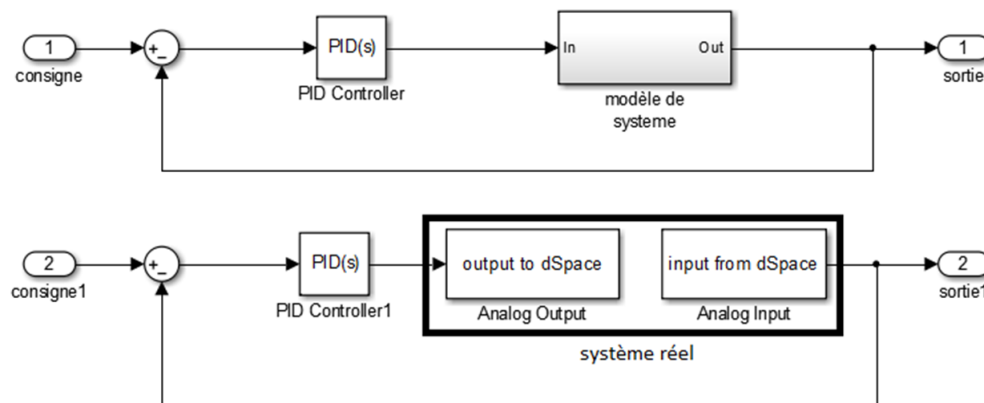 1
consigne
+
-
PID(s)
PID Controller
In
Out
modèle de
systeme
1
sortie
2
consigne1
+
-
PID(s)
PID Controller1
output to dSpace
Analog Output
input from dSpace
Analog Input
système réel
2
sortie1